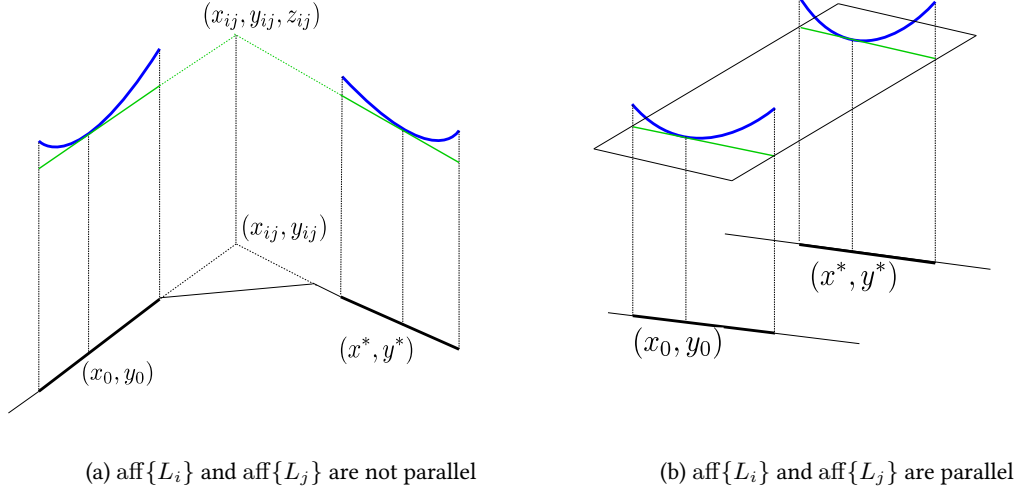 (x_{ij}, y_{ij}, z_{ij})
(x_{ij}, y_{ij})
(x_0, y_0)
(x^*, y^*)
(a) aff{L_i} and aff{L_j} are not parallel
(x^*, y^*)
(x_0, y_0)
(b) aff{L_i} and aff{L_j} are parallel